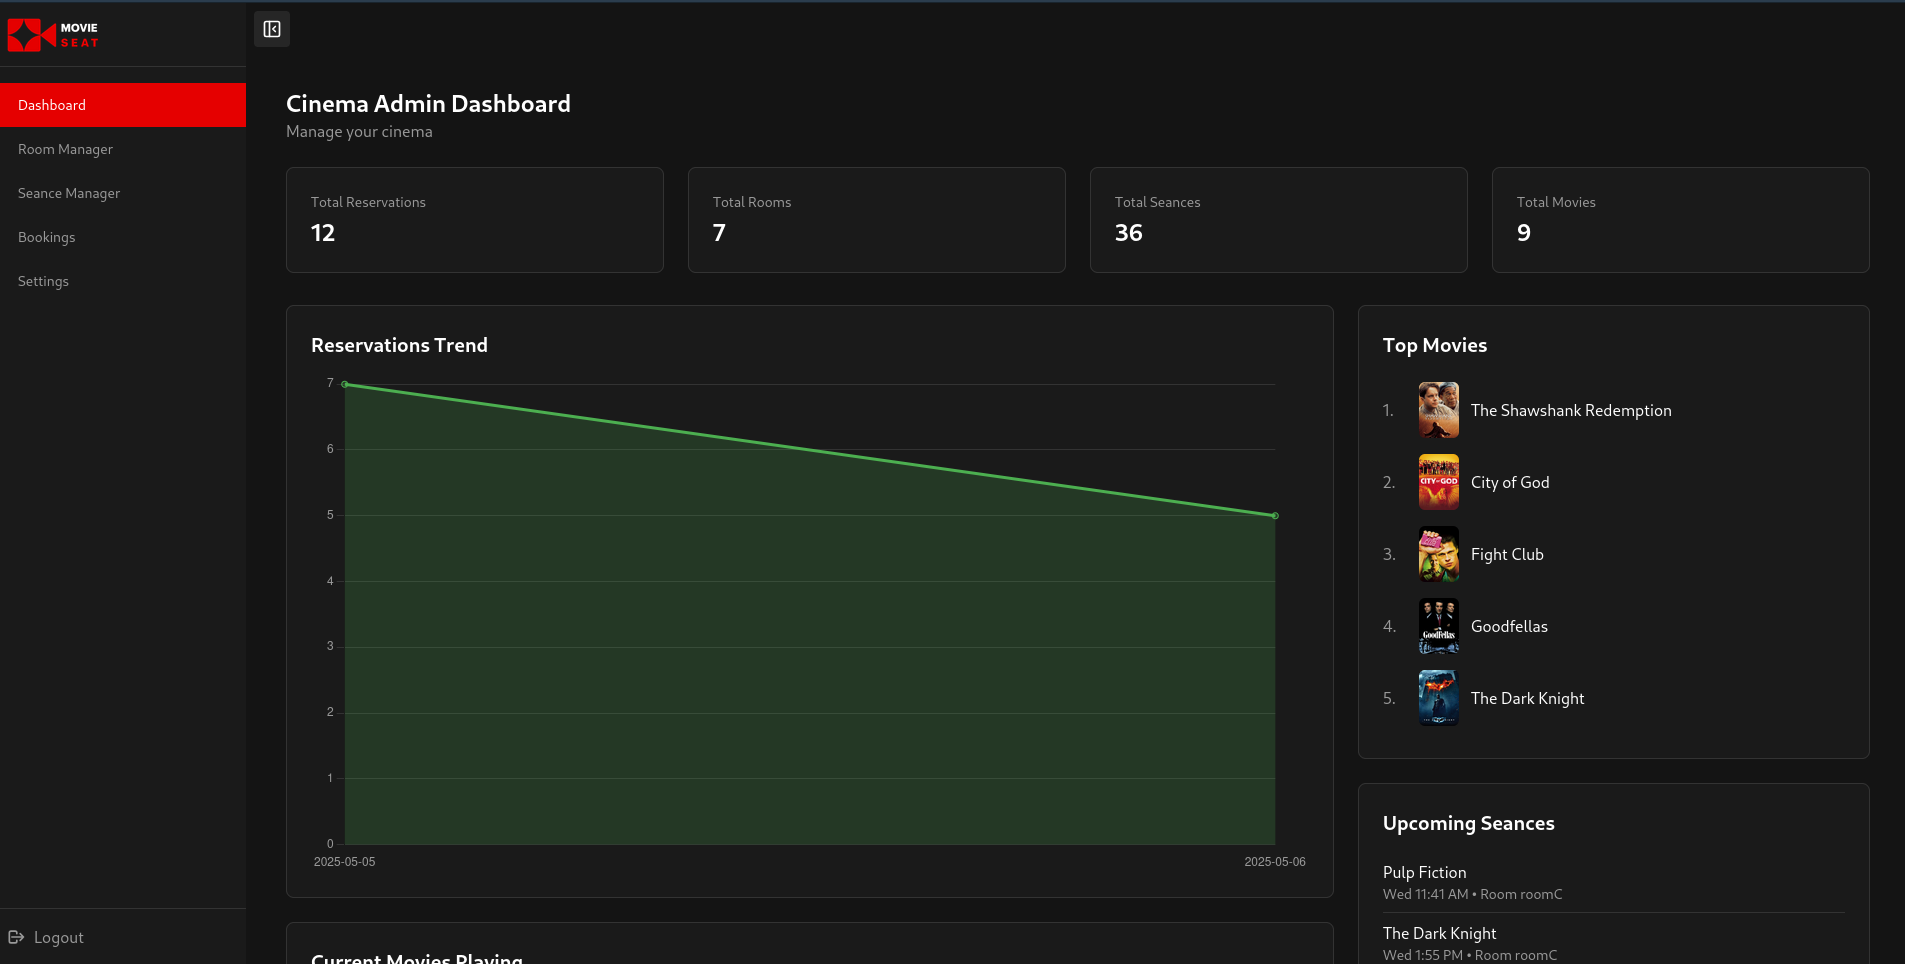 MOVIE
SEAT
Dashboard
Room Manager
Seance Manager
Bookings
Settings
Logout
Cinema Admin Dashboard
Manage your cinema
Total Reservations
12
Total Rooms
7
Total Seances
36
Total Movies
9
Reservations Trend
7
6
5
4
3
2
1
0
2025-05-05
2025-05-06
Top Movies
1.
The Shawshank Redemption
2.
CITY OF GOD
City of God
3.
Fight Club
4.
GoodFellas
Goodfellas
5.
The Dark Knight
Upcoming Seances
Pulp Fiction
Wed 11:41 AM • Room roomC
The Dark Knight
Wed 1:55 PM • Room roomC
Current Movies Playing